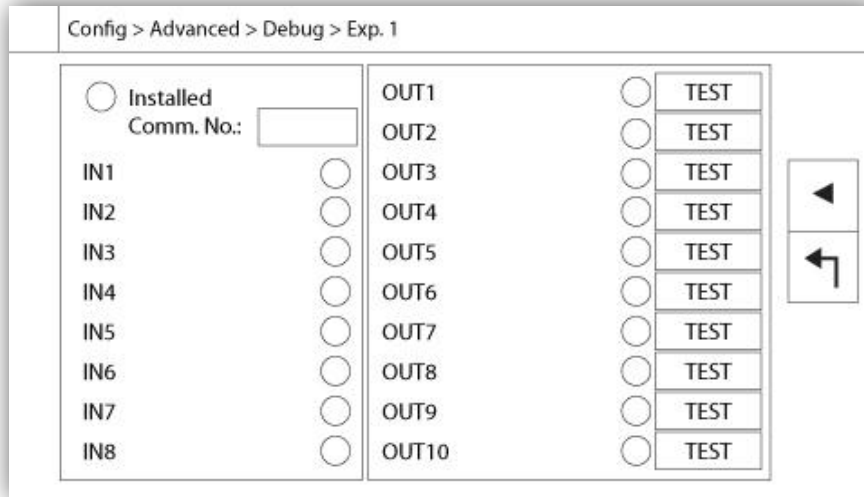 Config > Advanced > Debug > Exp. 1
Installed
Comm. No.:
IN1
IN2
IN3
IN4
IN5
IN6
IN7
IN8
OUT1 TEST
OUT2 TEST
OUT3 TEST
OUT4 TEST
OUT5 TEST
OUT6 TEST
OUT7 TEST
OUT8 TEST
OUT9 TEST
OUT10 TEST